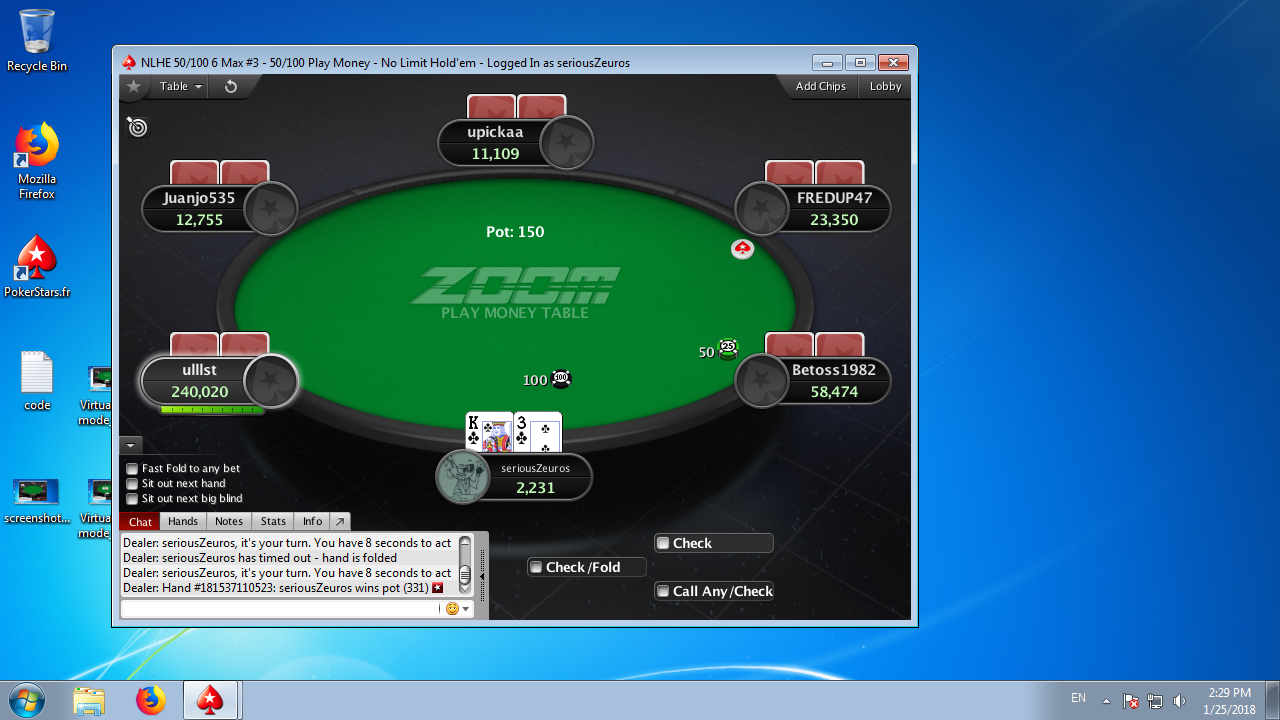 Recycle Bin
Mozilla
Firefox
PokerStars.fr
code
Virtua
mode_
screenshot...
Virtua
mode_
NLHE 50/100 6 Max #3 - 50/100 Play Money - No Limit Hold'em - Logged In as seriousZeuros
Table
Add Chips
Lobby
upickaa
11,109
Juanjo535
12,755
FREDUP47
23,350
Pot: 150
ZOOM
PLAY MONEY TABLE
50
25
ulllst
240,020
Betoss1982
58,474
100
100
K
3
seriousZeuros
2,231
Fast Fold to any bet
Sit out next hand
Sit out next big blind
Chat
Hands
Notes
Stats
Info
Dealer: seriousZeuros, it's your turn. You have 8 seconds to act
Dealer: seriousZeuros has timed out - hand is folded
Dealer: seriousZeuros, it's your turn. You have 8 seconds to act
Dealer: Hand #181537110523: seriousZeuros wins pot (331)
Check
Check/Fold
Call Any/Check
EN
2:29 PM
1/25/2018